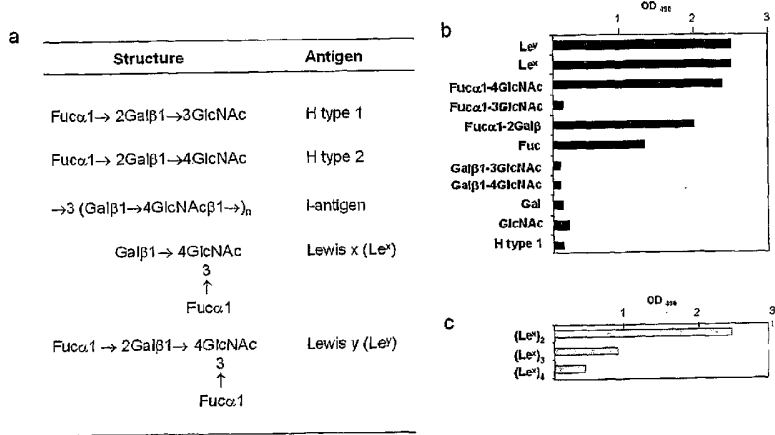 a
Structure Antigen
Fucα1→ 2Galβ1→3GlcNAc H type 1
Fucα1→ 2Galβ1→4GlcNAc H type 2
→3 (Galβ1→4GlcNAcβ1→)n I-antigen
Galβ1→ 4GlcNAc Lewis x (Leˣ)
3
↑
Fucα1
Fucα1→ 2Galβ1→ 4GlcNAc Lewis y (Leʸ)
3
↑
Fucα1
b
OD 490
1 2 3
Leʸ
Leˣ
Fucα1-4GlcNAc
Fucα1-3GlcNAc
Fucα1-2Galβ
Fuc
Galβ1-3GlcNAc
Galβ1-4GlcNAc
Gal
GlcNAc
H type 1
c
OD 490
1 2 3
(Leˣ)2
(Leˣ)3
(Leˣ)4